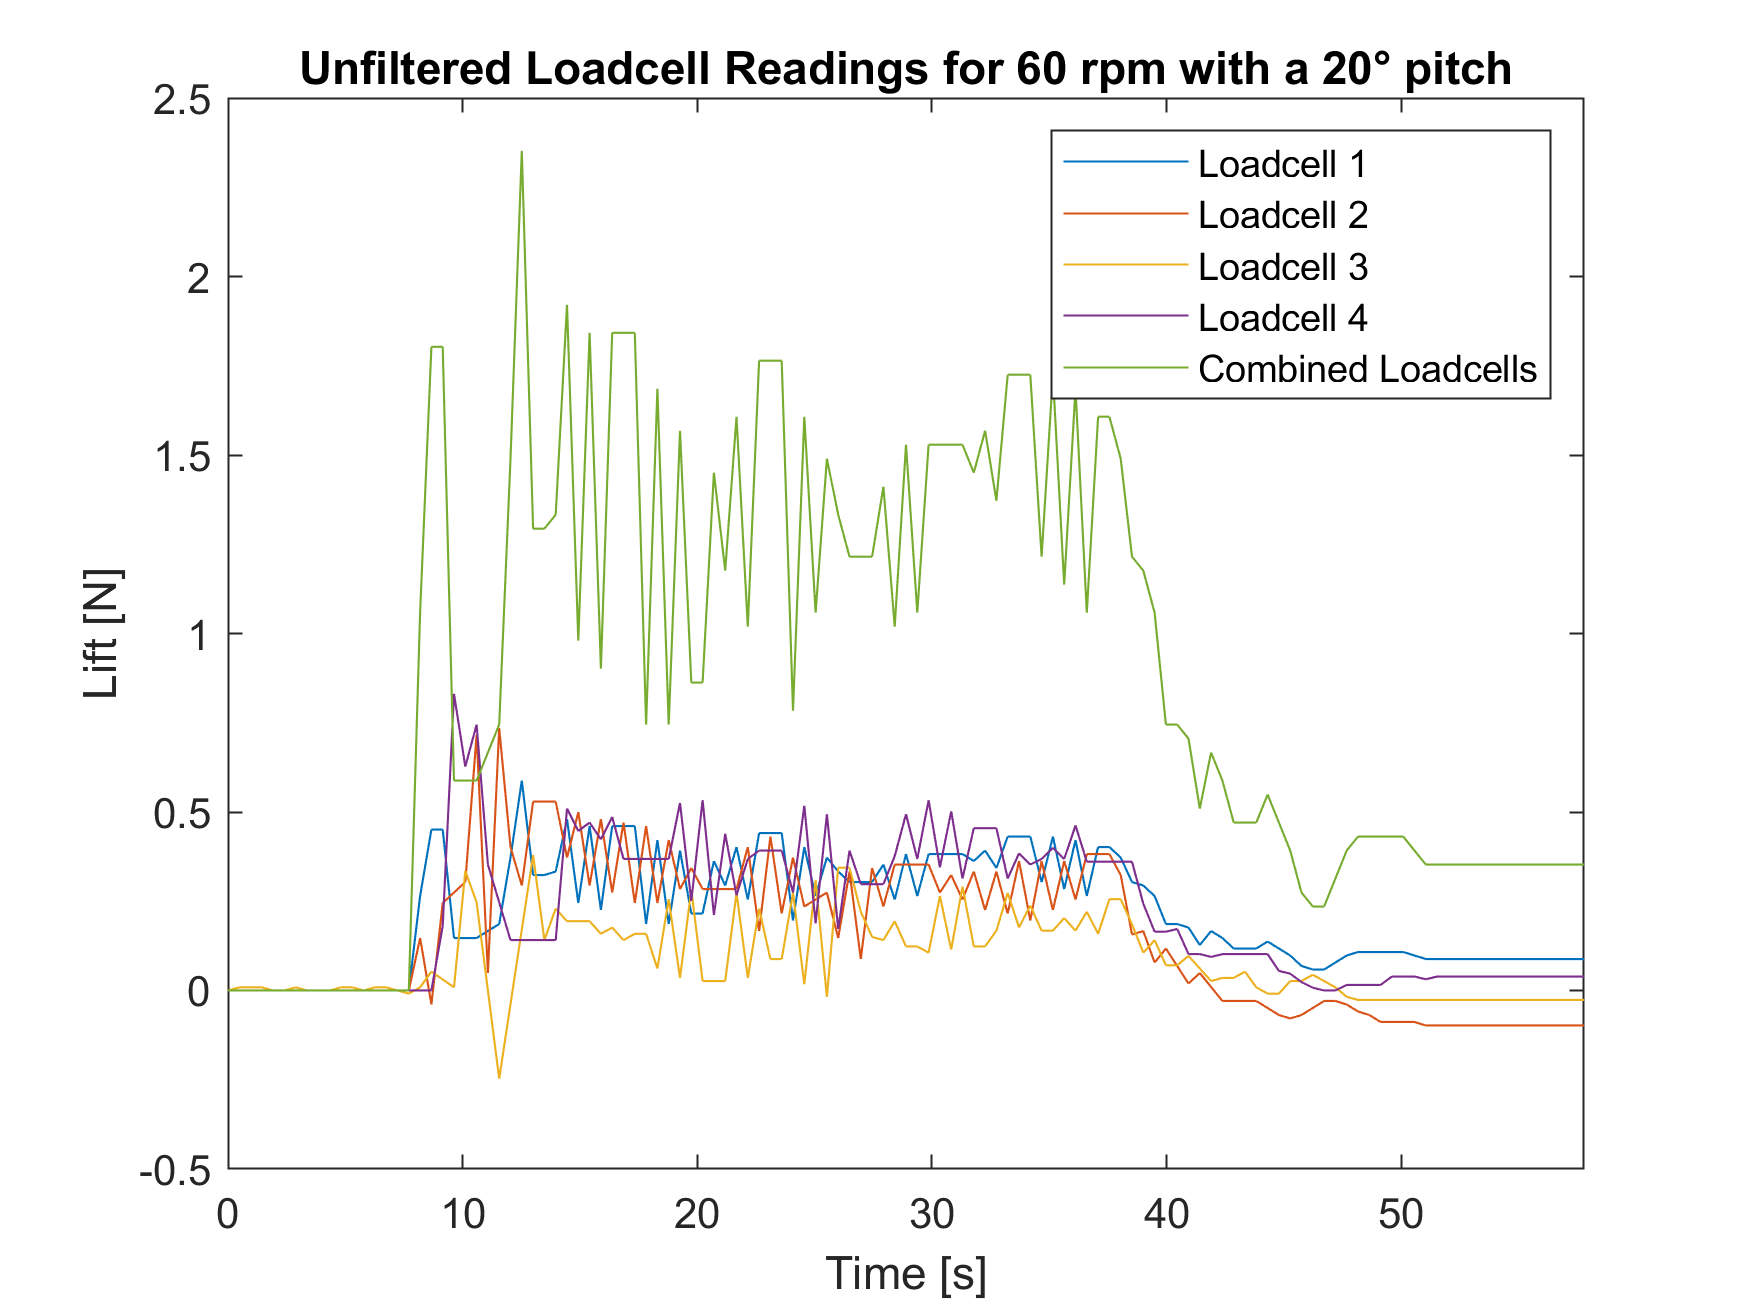 Unfiltered Loadcell Readings for 60 rpm with a 20° pitch
2.5
2
1.5
1
0.5
0
-0.5
Lift [N]
Loadcell 1
Loadcell 2
Loadcell 3
Loadcell 4
Combined Loadcells
0 10 20 30 40 50
Time [s]